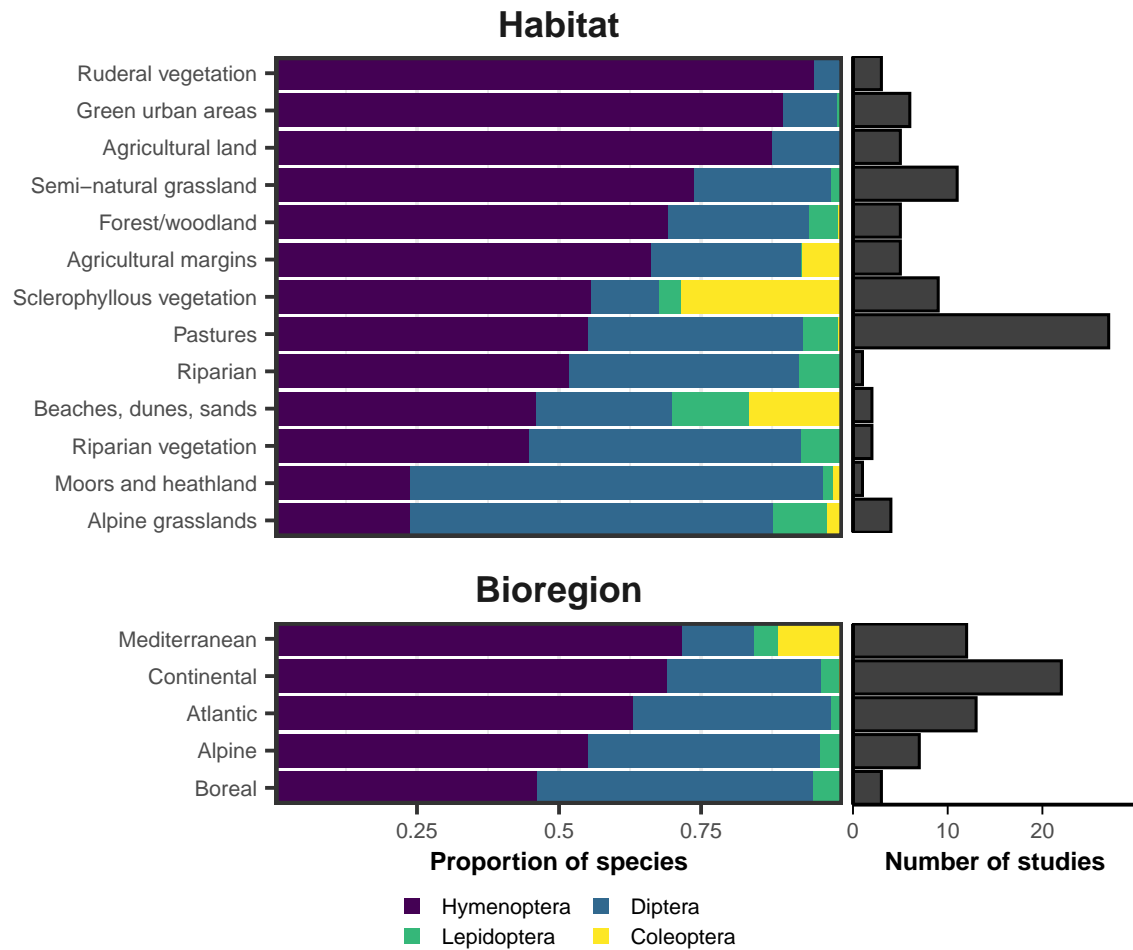 Habitat
Ruderal vegetation
Green urban areas
Agricultural land
Semi−natural grassland
Forest/woodland
Agricultural margins
Sclerophyllous vegetation
Pastures
Riparian
Beaches, dunes, sands
Riparian vegetation
Moors and heathland
Alpine grasslands
Bioregion
Mediterranean
Continental
Atlantic
Alpine
Boreal
0.25 0.5 0.75 0 10 20
Proportion of species Number of studies
Hymenoptera Diptera
Lepidoptera Coleoptera